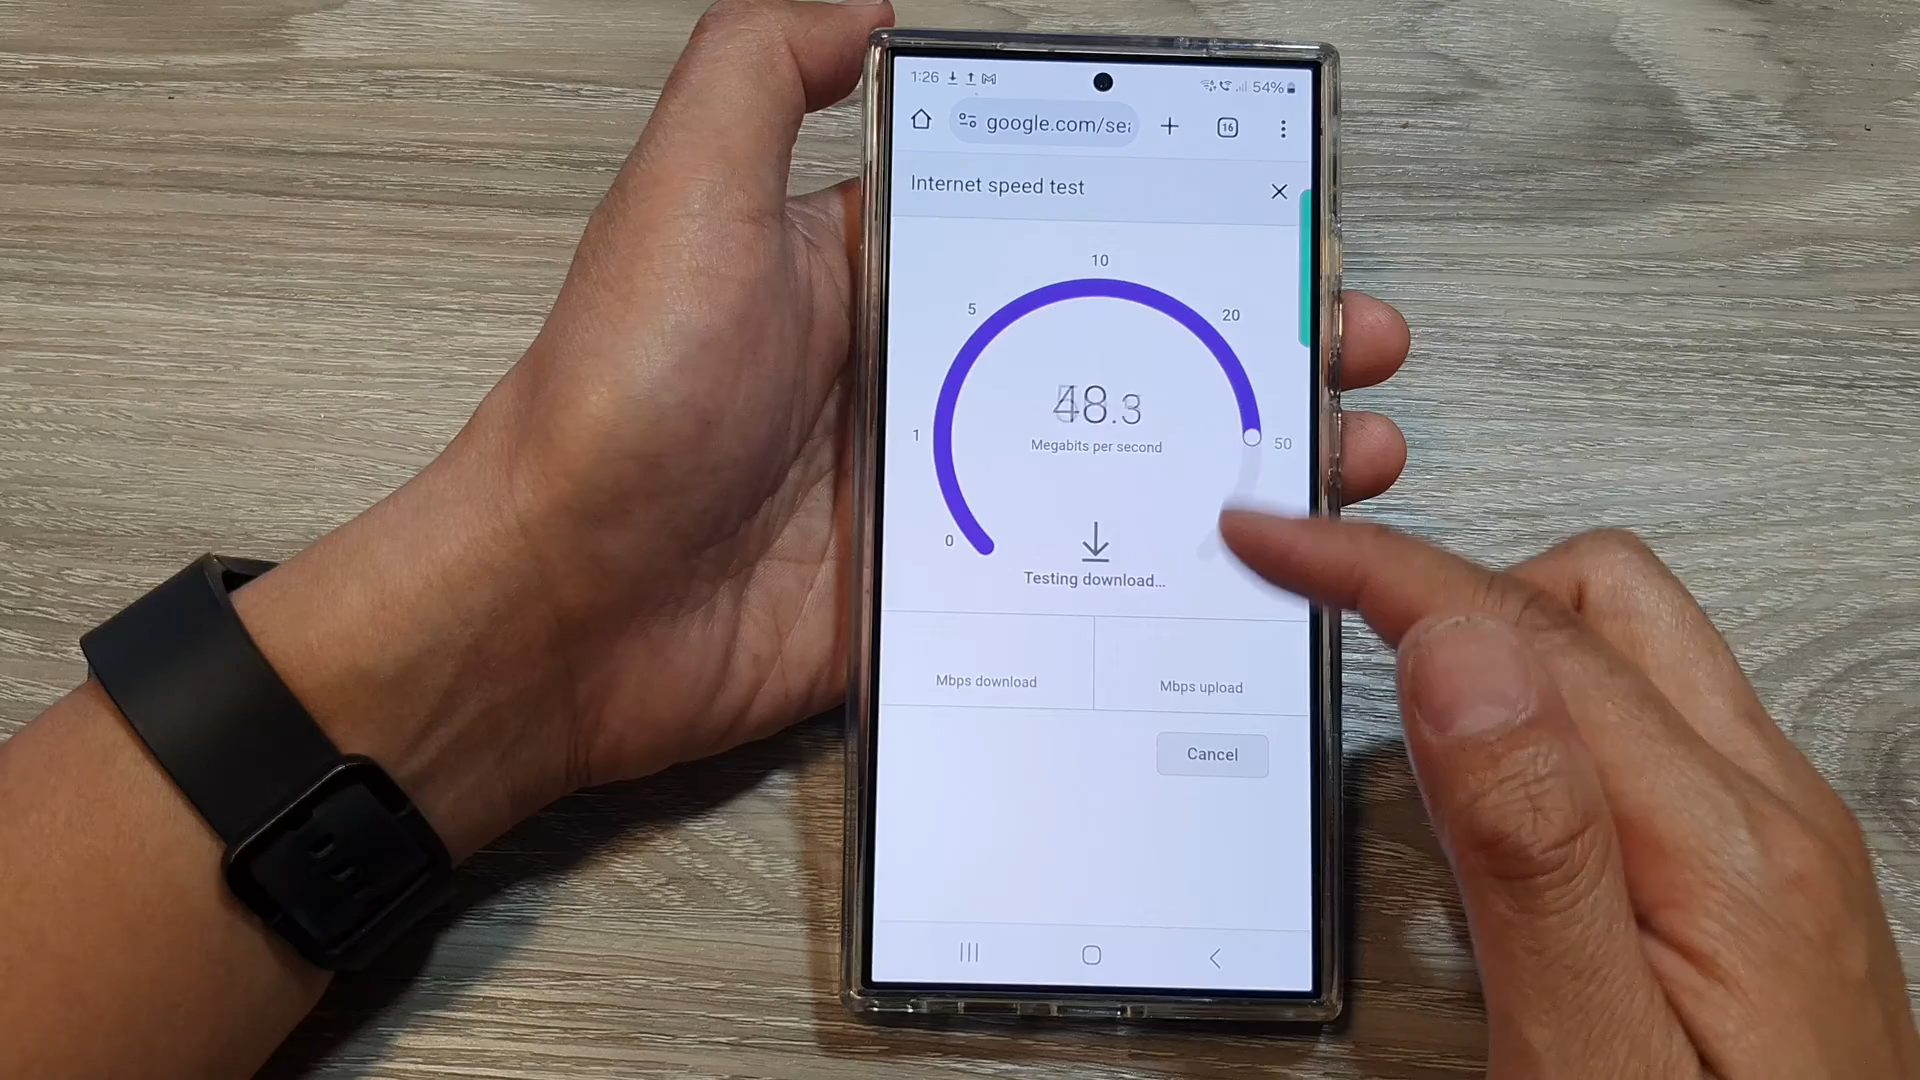 1:26 54%
google.com/sea 16
Internet speed test
10
5 20
48.3
Megabits per second
1 50
0
Testing download...
Mbps download Mbps upload
Cancel